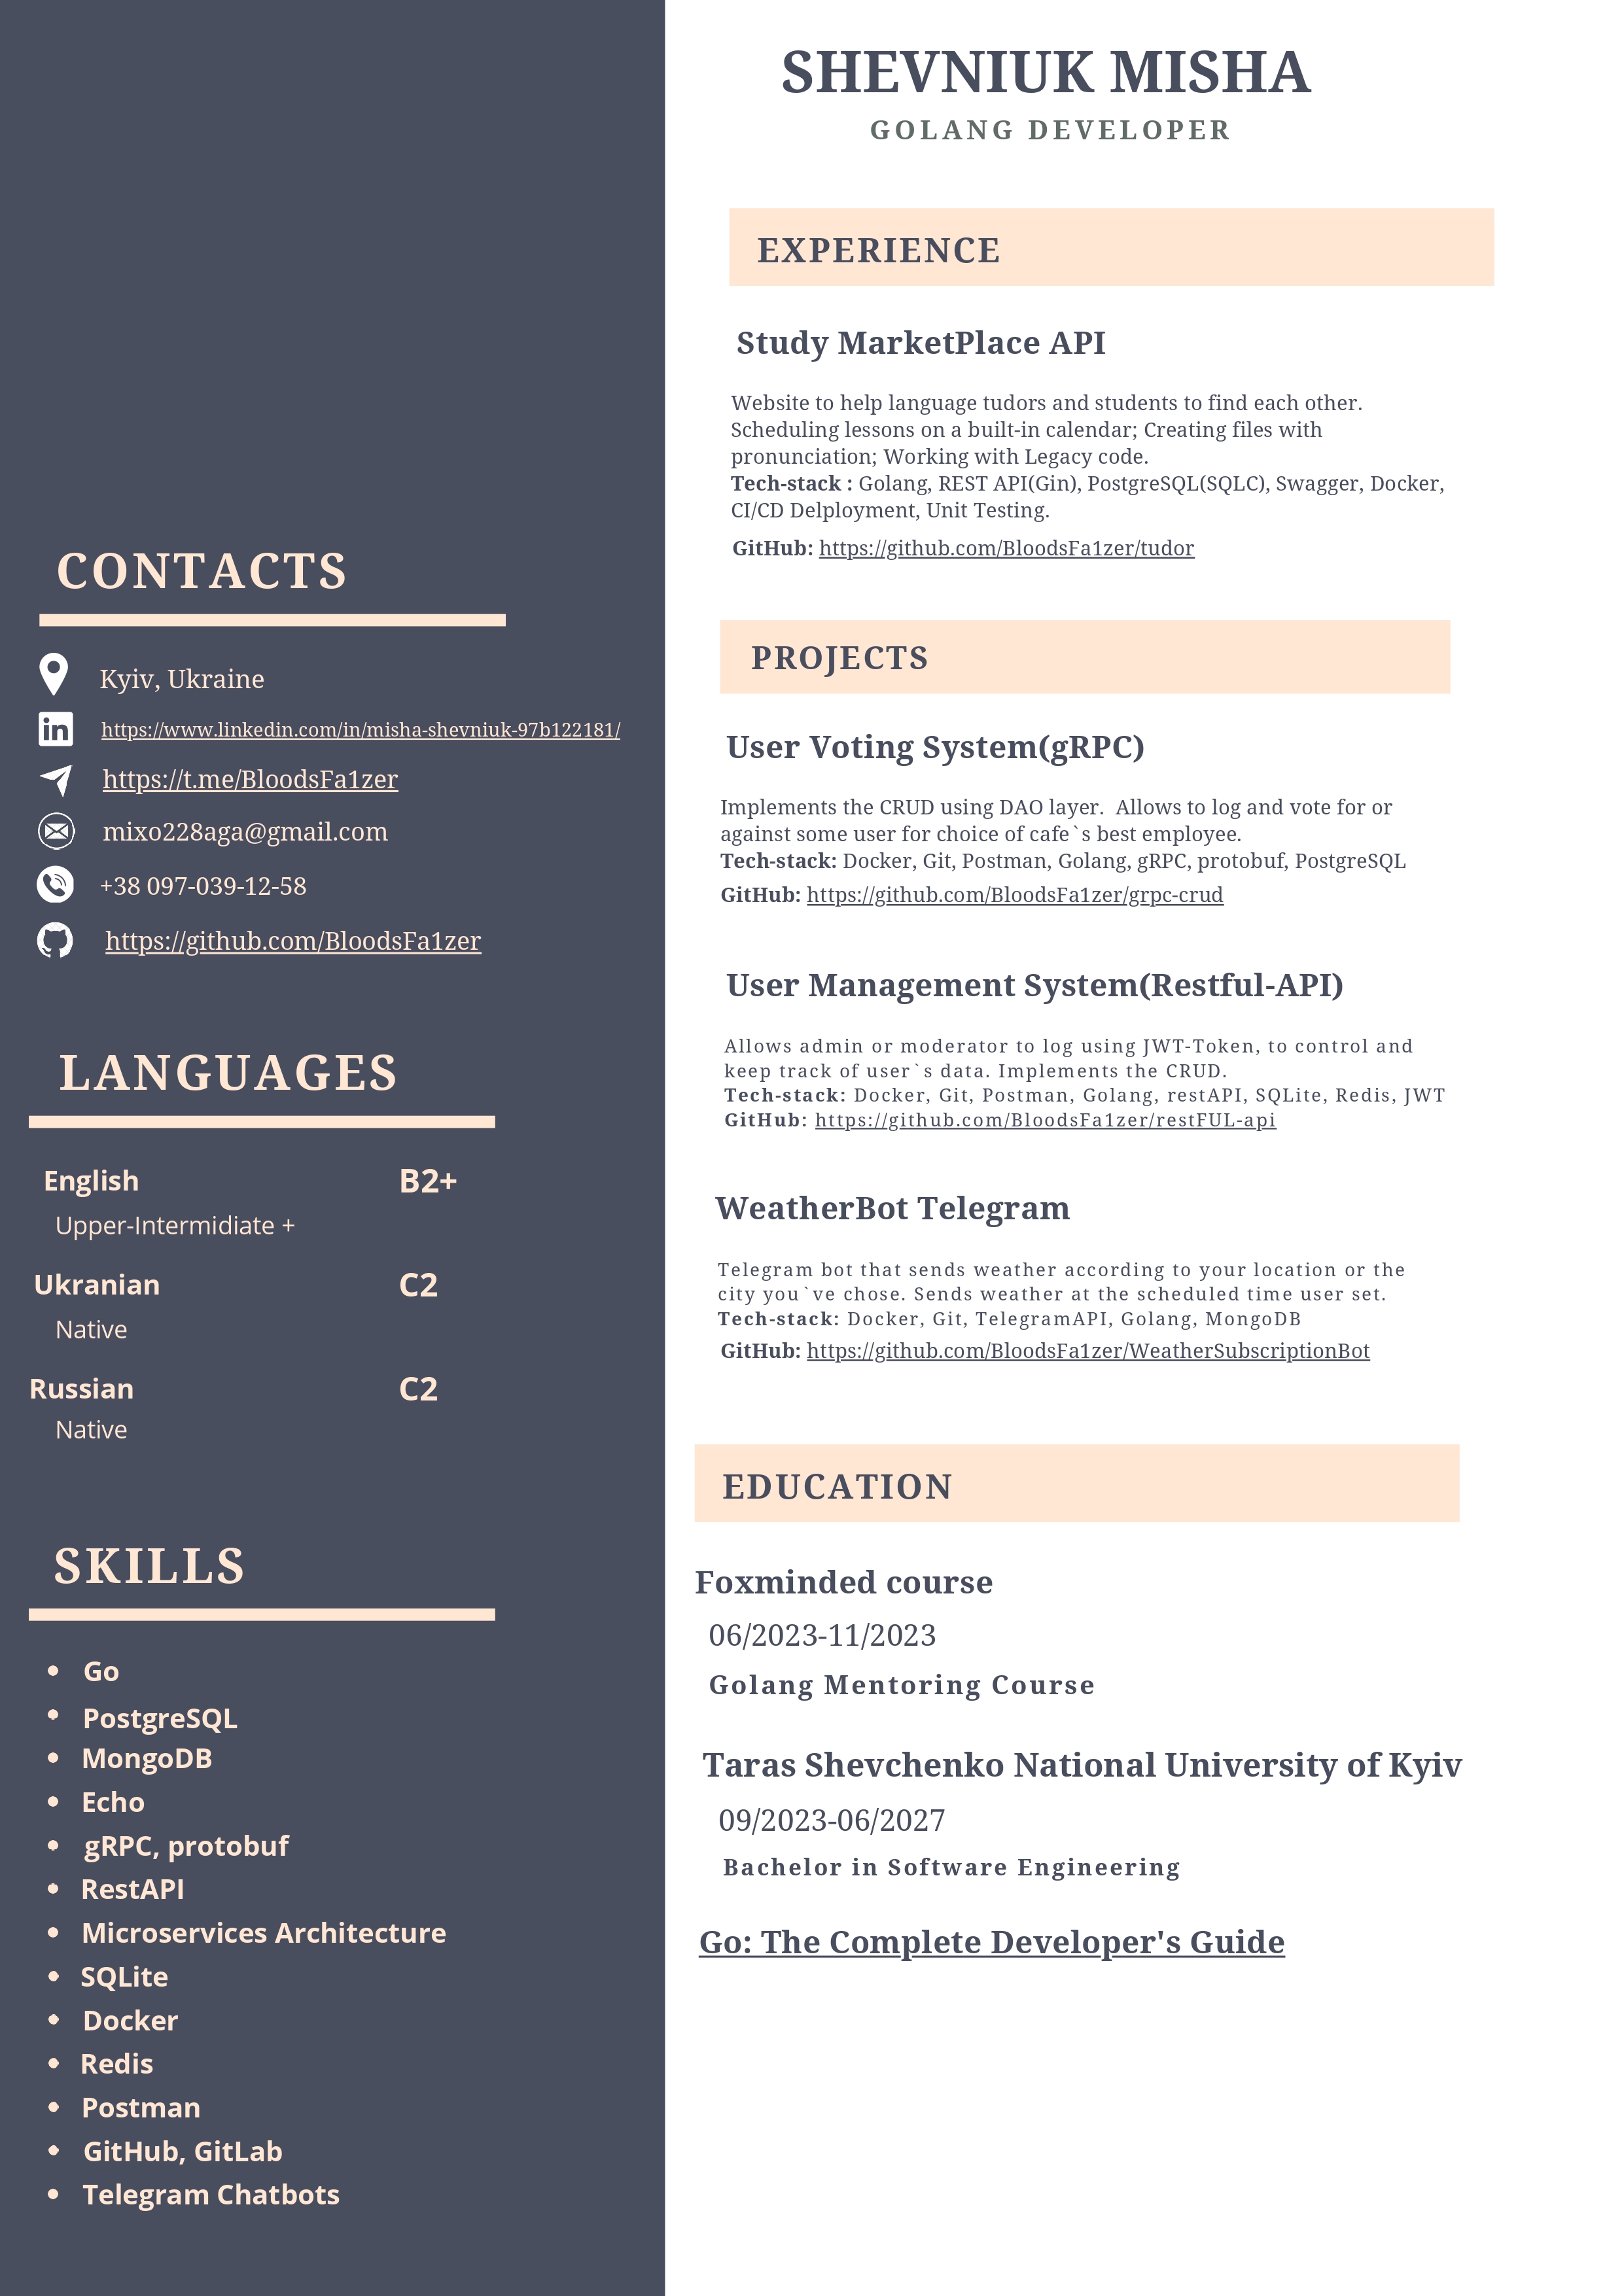 SHEVNIUK MISHA
GOLANG DEVELOPER
CONTACTS
Kyiv, Ukraine
https://www.linkedin.com/in/misha-shevniuk-97b122181/
https://t.me/BloodsFa1zer
mixo228aga@gmail.com
+38 097-039-12-58
https://github.com/BloodsFa1zer
LANGUAGES
English B2+
Upper-Intermidiate +
Ukranian C2
Native
Russian C2
Native
SKILLS
• Go
• PostgreSQL
• MongoDB
• Echo
• gRPC, protobuf
• RestAPI
• Microservices Architecture
• SQLite
• Docker
• Redis
• Postman
• GitHub, GitLab
• Telegram Chatbots
EXPERIENCE
Study MarketPlace API
Website to help language tudors and students to find each other.
Scheduling lessons on a built-in calendar; Creating files with
pronunciation; Working with Legacy code.
Tech-stack : Golang, REST API(Gin), PostgreSQL(SQLC), Swagger, Docker,
CI/CD Delployment, Unit Testing.
GitHub: https://github.com/BloodsFa1zer/tudor
PROJECTS
User Voting System(gRPC)
Implements the CRUD using DAO layer.  Allows to log and vote for or
against some user for choice of cafe`s best employee.
Tech-stack: Docker, Git, Postman, Golang, gRPC, protobuf, PostgreSQL
GitHub: https://github.com/BloodsFa1zer/grpc-crud
User Management System(Restful-API)
Allows admin or moderator to log using JWT-Token, to control and
keep track of user`s data. Implements the CRUD.
Tech-stack: Docker, Git, Postman, Golang, restAPI, SQLite, Redis, JWT
GitHub: https://github.com/BloodsFa1zer/restFUL-api
WeatherBot Telegram
Telegram bot that sends weather according to your location or the
city you`ve chose. Sends weather at the scheduled time user set.
Tech-stack: Docker, Git, TelegramAPI, Golang, MongoDB
GitHub: https://github.com/BloodsFa1zer/WeatherSubscriptionBot
EDUCATION
Foxminded course
06/2023-11/2023
Golang Mentoring Course
Taras Shevchenko National University of Kyiv
09/2023-06/2027
Bachelor in Software Engineering
Go: The Complete Developer's Guide